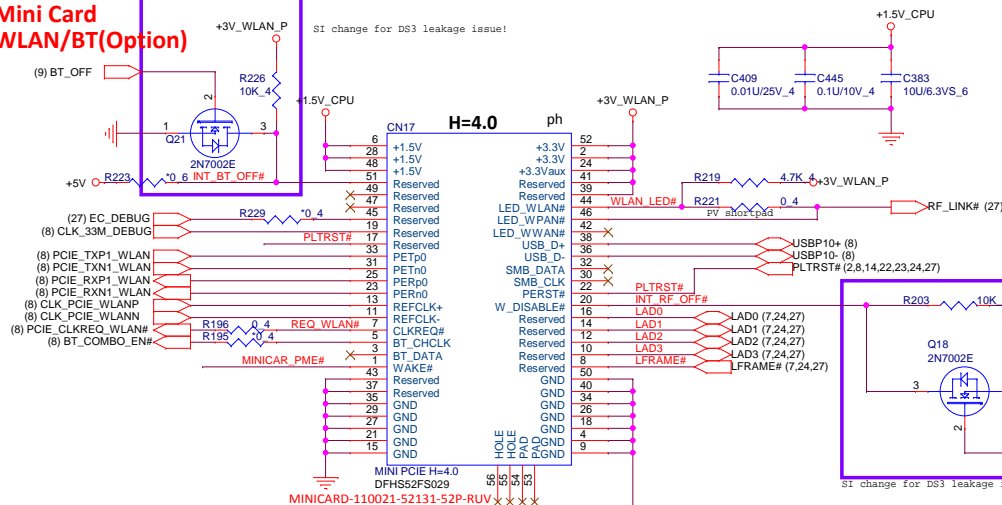 Mini Card
WLAN/BT(Option)
+3V_WLAN_P
SI change for DS3 leakage issue!
(9) BT_OFF
R226
10K_4
2
1
3
Q21
2N7002E
+5V
R223
*0_6
INT_BT_OFF#
+1.5V_CPU
C409
0.01U/25V_4
C445
0.1U/10V_4
C383
10U/6.3VS_6
+1.5V_CPU
CN17
H=4.0
ph
+3V_WLAN_P
6 +1.5V
28 +1.5V
48 +1.5V
51 Reserved
49 Reserved
47 Reserved
45 Reserved
19 Reserved
17 Reserved
33 PETp0
31 PETn0
25 PERp0
23 PERn0
13 REFCLK+
11 REFCLK-
7 CLKREQ#
5 BT_CHCLK
3 BT_DATA
1 WAKE#
43 Reserved
37 Reserved
35 GND
29 GND
27 GND
21 GND
15 GND
+3.3V 52
+3.3V 2
+3.3Vaux 24
Reserved 41
Reserved 39
LED_WLAN# 44
LED_WPAN# 46
LED_WWAN# 42
USB_D+ 38
USB_D- 36
SMB_DATA 32
SMB_CLK 30
PERST# 22
W_DISABLE# 20
Reserved 16
Reserved 14
Reserved 12
Reserved 10
Reserved 8
GND 50
GND 40
GND 34
GND 26
GND 18
GND 4
GND 9
HOLE 56
HOLE 55
PAD 54
PAD 53
(27) EC_DEBUG
R229
*0_4
(8) CLK_33M_DEBUG
PLTRST#
(8) PCIE_TXP1_WLAN
(8) PCIE_TXN1_WLAN
(8) PCIE_RXP1_WLAN
(8) PCIE_RXN1_WLAN
(8) CLK_PCIE_WLANP
(8) CLK_PCIE_WLANN
(8) PCIE_CLKREQ_WLAN#
R196
0_4
REQ_WLAN#
(8) BT_COMBO_EN#
R195
*0_4
MINICAR_PME#
WLAN_LED#
R219
4.7K_4
+3V_WLAN_P
R221
0_4
PV shortpad
RF_LINK# (27)
USBP10+ (8)
USBP10- (8)
PLTRST# (2,8,14,22,23,24,27)
PLTRST#
INT_RF_OFF#
LAD0
LAD0 (7,24,27)
LAD1
LAD1 (7,24,27)
LAD2
LAD2 (7,24,27)
LAD3
LAD3 (7,24,27)
LFRAME#
LFRAME# (7,24,27)
R203
10K
Q18
2N7002E
3
2
SI change for DS3 leakage
MINI PCIE H=4.0
DFHS52FS029
MINICARD-110021-52131-52P-RUV